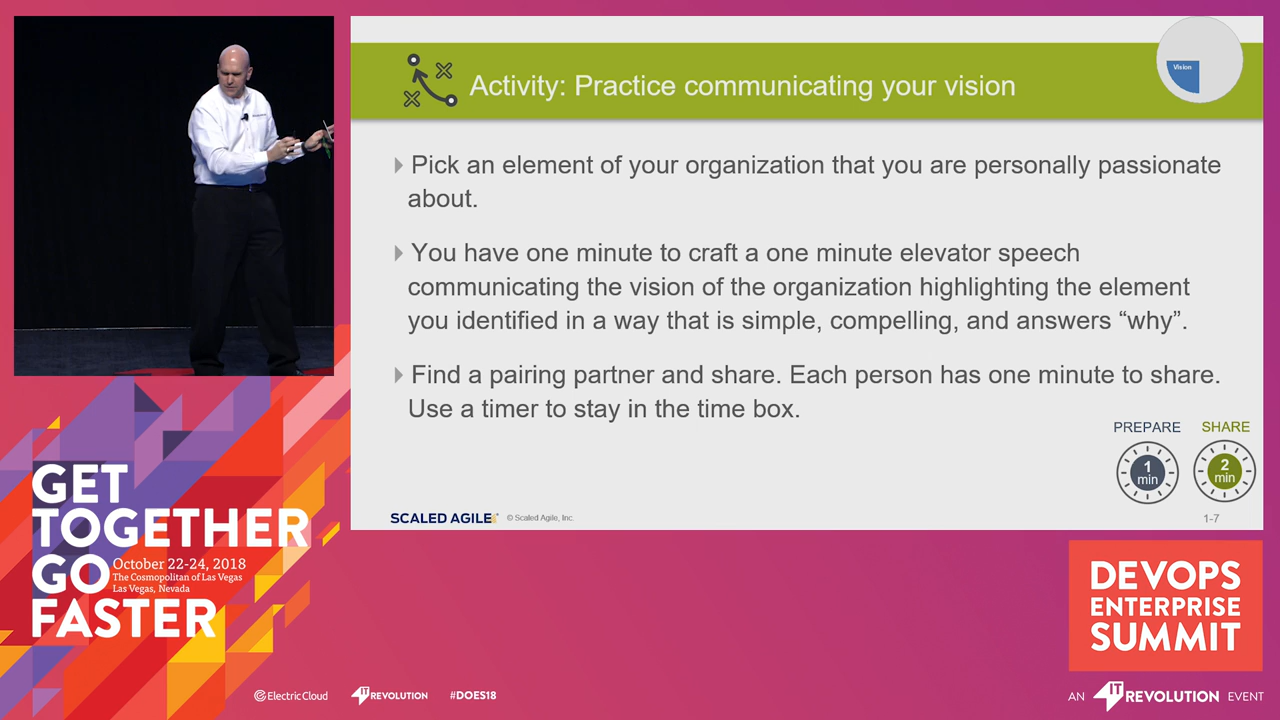 Activity: Practice communicating your vision
Vision
Pick an element of your organization that you are personally passionate
about.
You have one minute to craft a one minute elevator speech
communicating the vision of the organization highlighting the element
you identified in a way that is simple, compelling, and answers “why”.
Find a pairing partner and share. Each person has one minute to share.
Use a timer to stay in the time box.
PREPARE
SHARE
1
min
2
min
SCALED AGILE
© Scaled Agile, Inc.
1-7
GET
TOGETHER
GO
FASTER
October 22-24, 2018
The Cosmopolitan of Las Vegas
Las Vegas, Nevada
DEVOPS
ENTERPRISE
SUMMIT
Electric Cloud
IT REVOLUTION
#DOES18
AN IT REVOLUTION EVENT